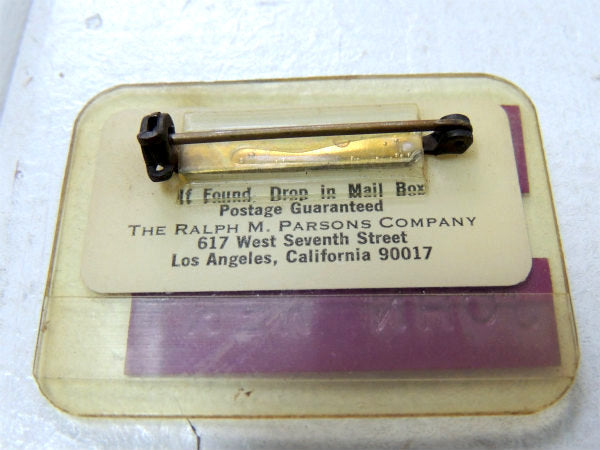 If Found, Drop in Mail Box
Postage Guaranteed
THE RALPH M. PARSONS COMPANY
617 West Seventh Street
Los Angeles, California 90017